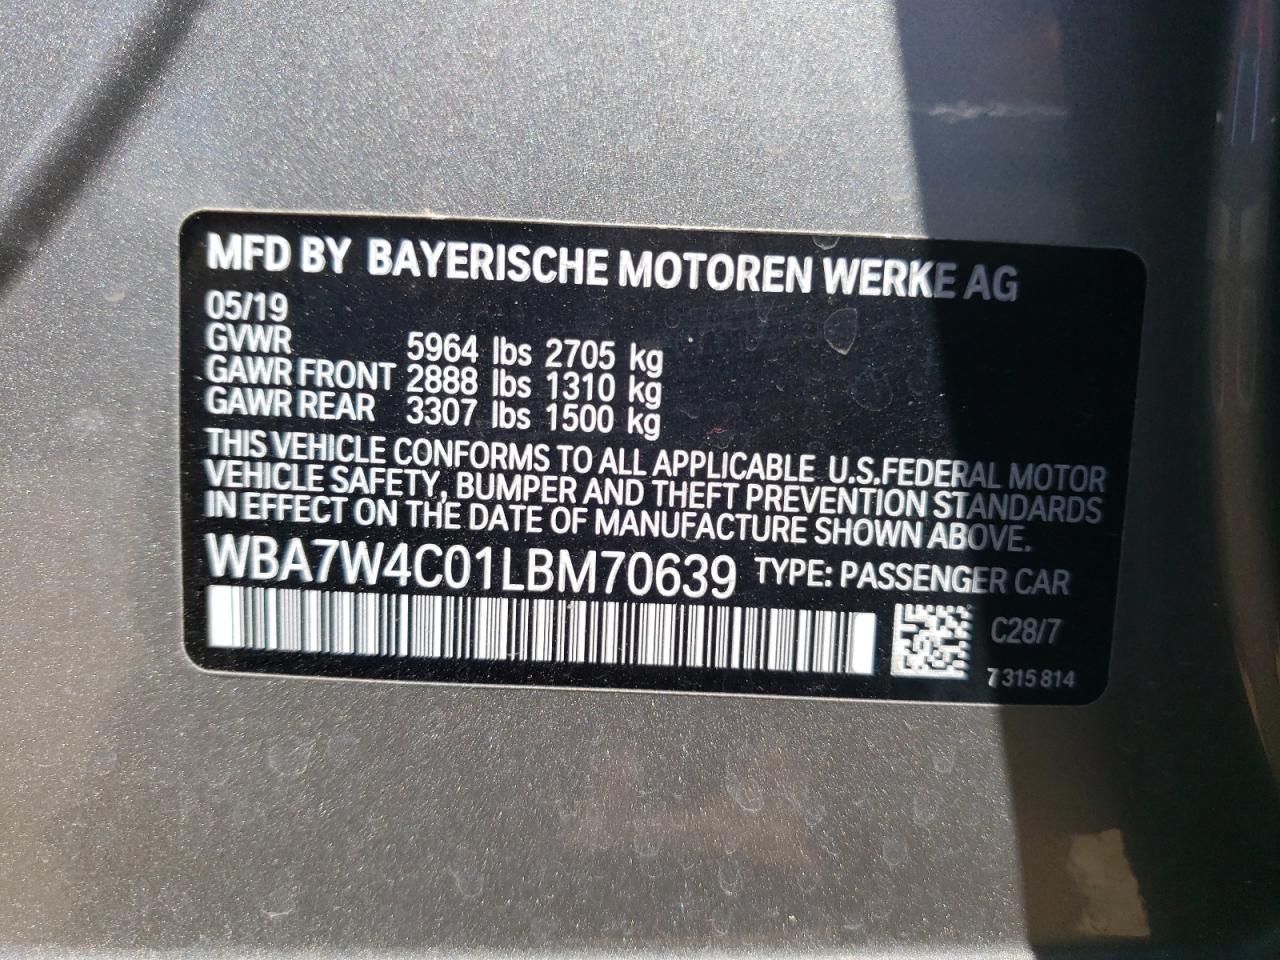 MFD BY BAYERISCHE MOTOREN WERKE AG
05/19
GVWR 5964 lbs 2705 kg
GAWR FRONT 2888 lbs 1310 kg
GAWR REAR 3307 lbs 1500 kg
THIS VEHICLE CONFORMS TO ALL APPLICABLE U.S.FEDERAL MOTOR
VEHICLE SAFETY, BUMPER AND THEFT PREVENTION STANDARDS
IN EFFECT ON THE DATE OF MANUFACTURE SHOWN ABOVE.
WBA7W4C01LBM70639 TYPE: PASSENGER CAR
C28/7
7 315 814